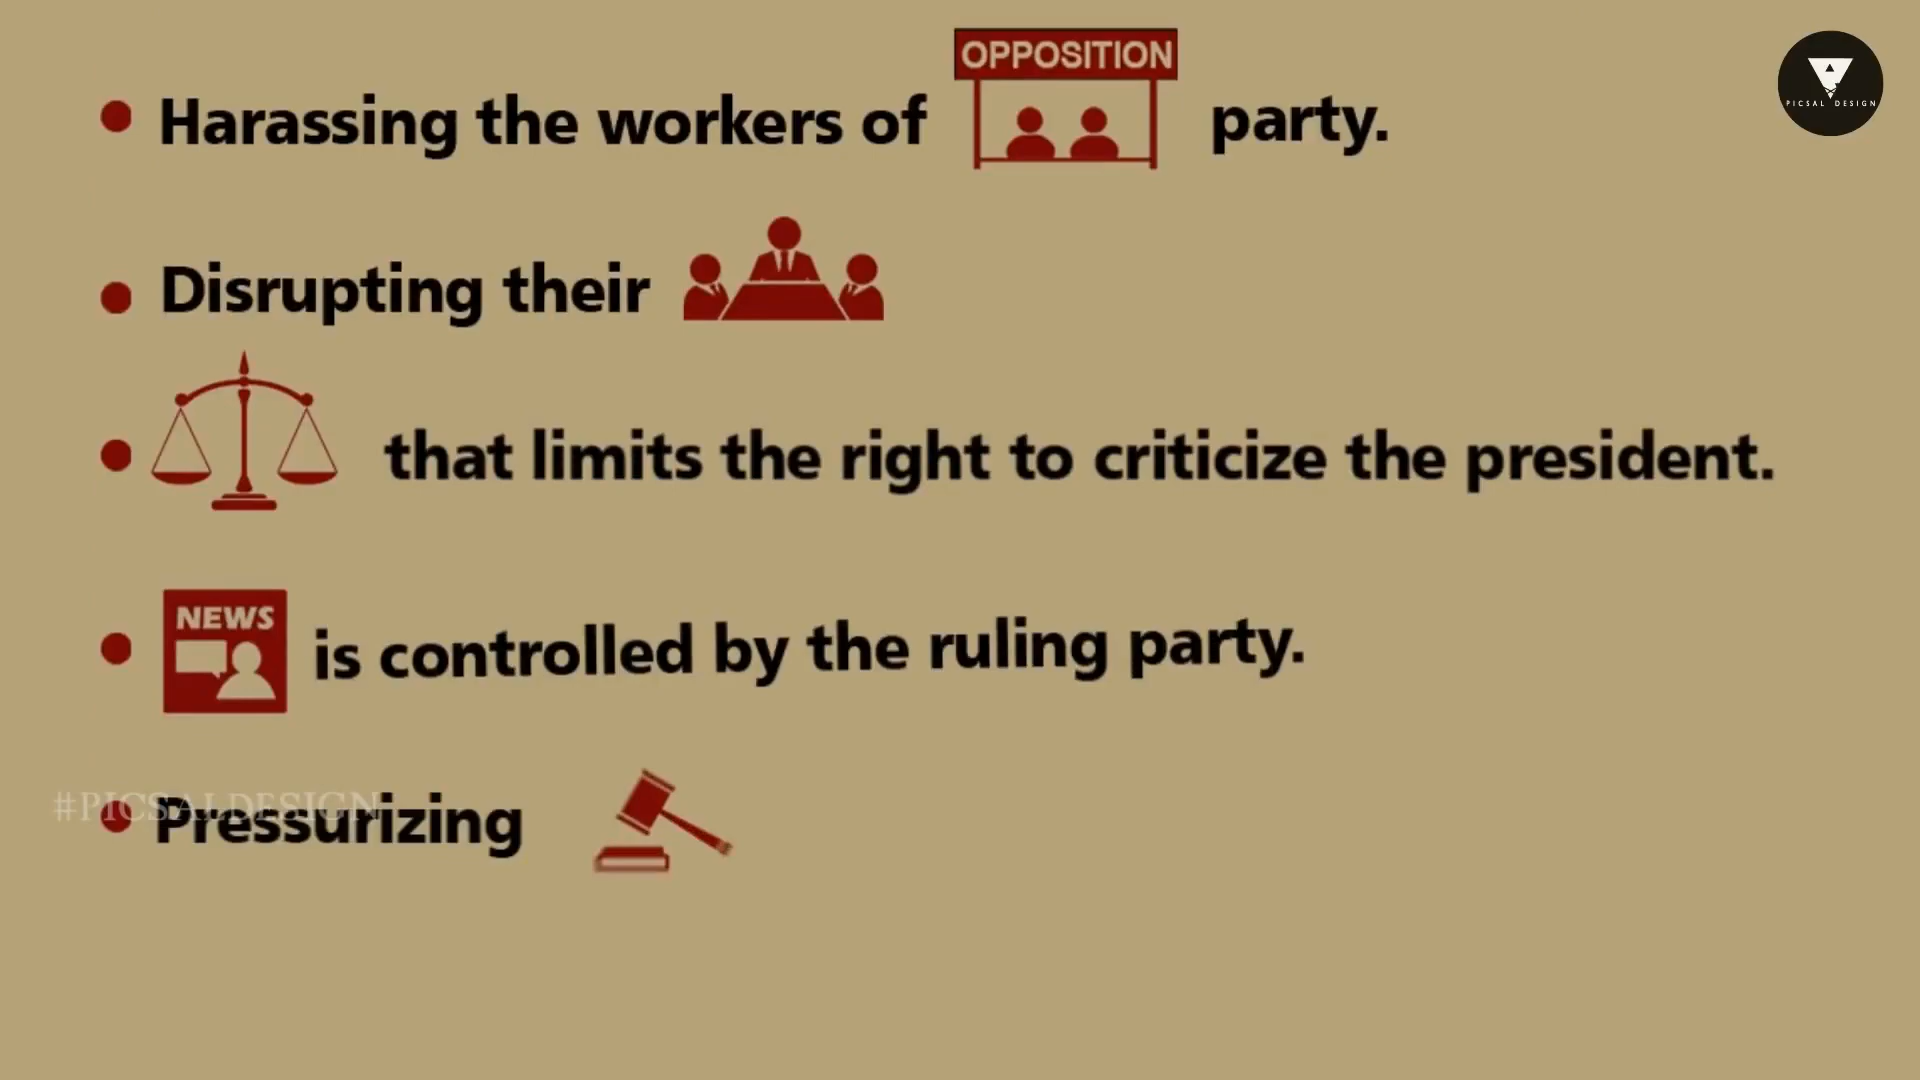 OPPOSITION
Harassing the workers of party.
PICSAL DESIGN
Disrupting their
that limits the right to criticize the president.
NEWS
is controlled by the ruling party.
#PICSALDESIGN
Pressurizing